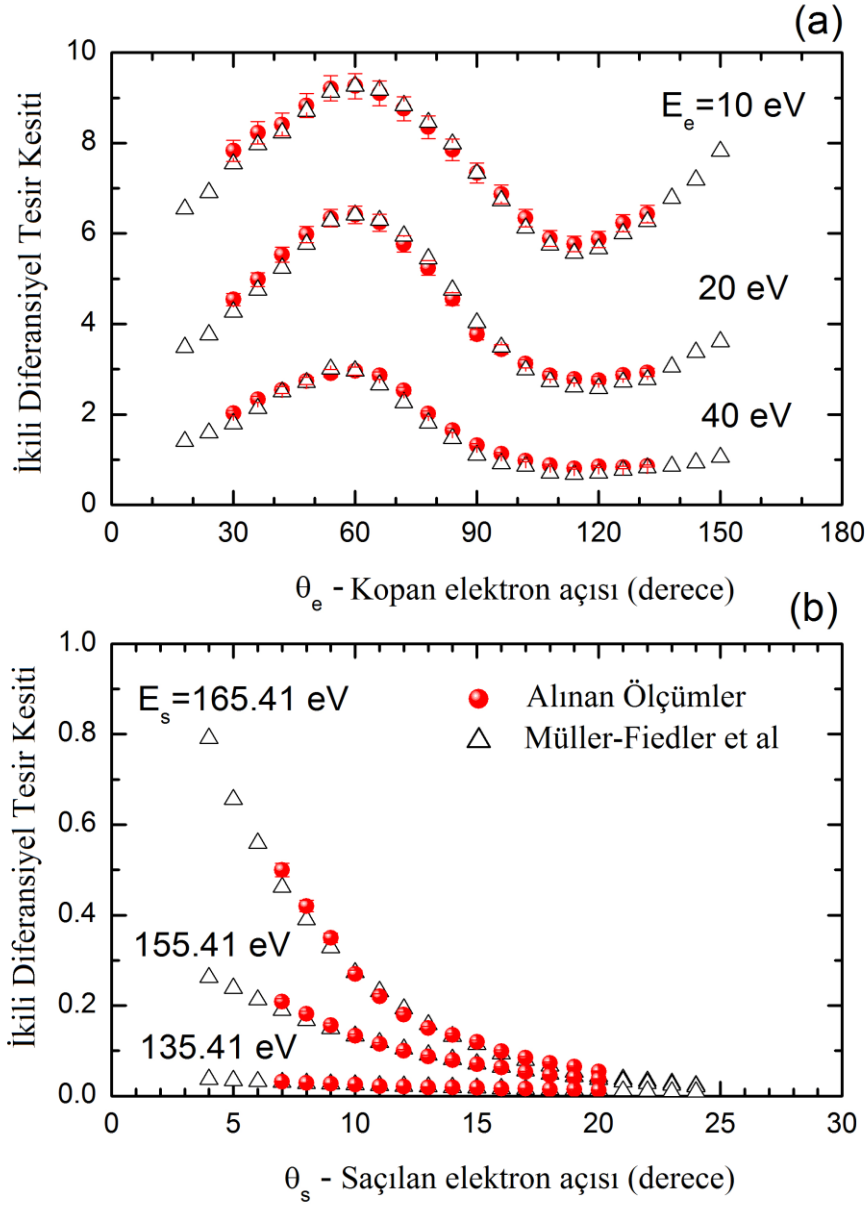 (a)
10
8
6
4
2
0
İkili Diferansiyel Tesir Kesiti
E_e=10 eV
20 eV
40 eV
0 30 60 90 120 150 180
θ_e - Kopan elektron açısı (derece)
(b)
1.0
0.8
0.6
0.4
0.2
0.0
İkili Diferansiyel Tesir Kesiti
E_s=165.41 eV
155.41 eV
135.41 eV
Alınan Ölçümler
Müller-Fiedler et al
0 5 10 15 20 25 30
θ_s - Saçılan elektron açısı (derece)